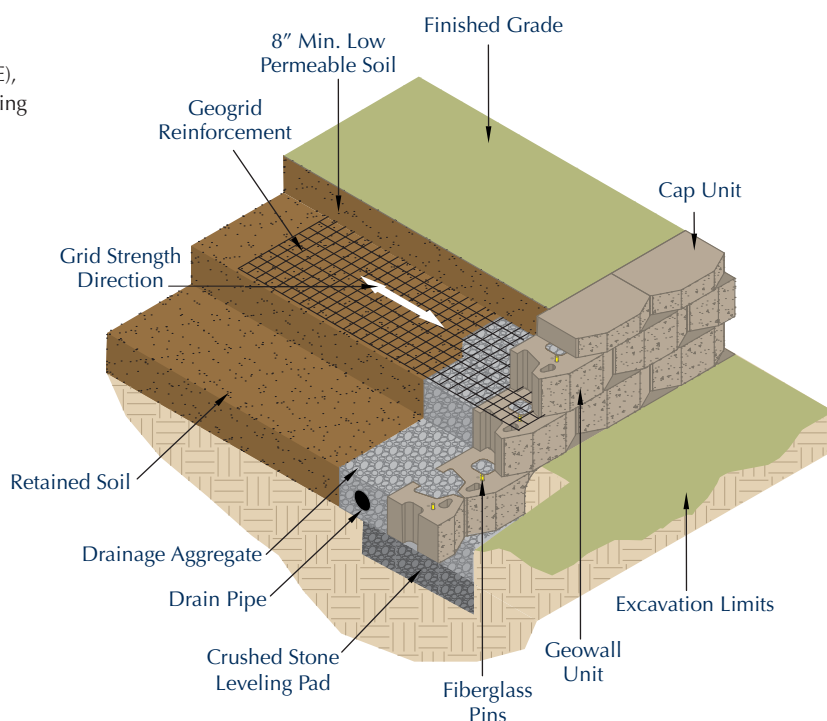 Finished Grade
8” Min. Low
Permeable Soil
E),
ing
Geogrid
Reinforcement
Cap Unit
Grid Strength
Direction
Retained Soil
Drainage Aggregate
Drain Pipe
Excavation Limits
Crushed Stone
Leveling Pad
Geowall
Unit
Fiberglass
Pins